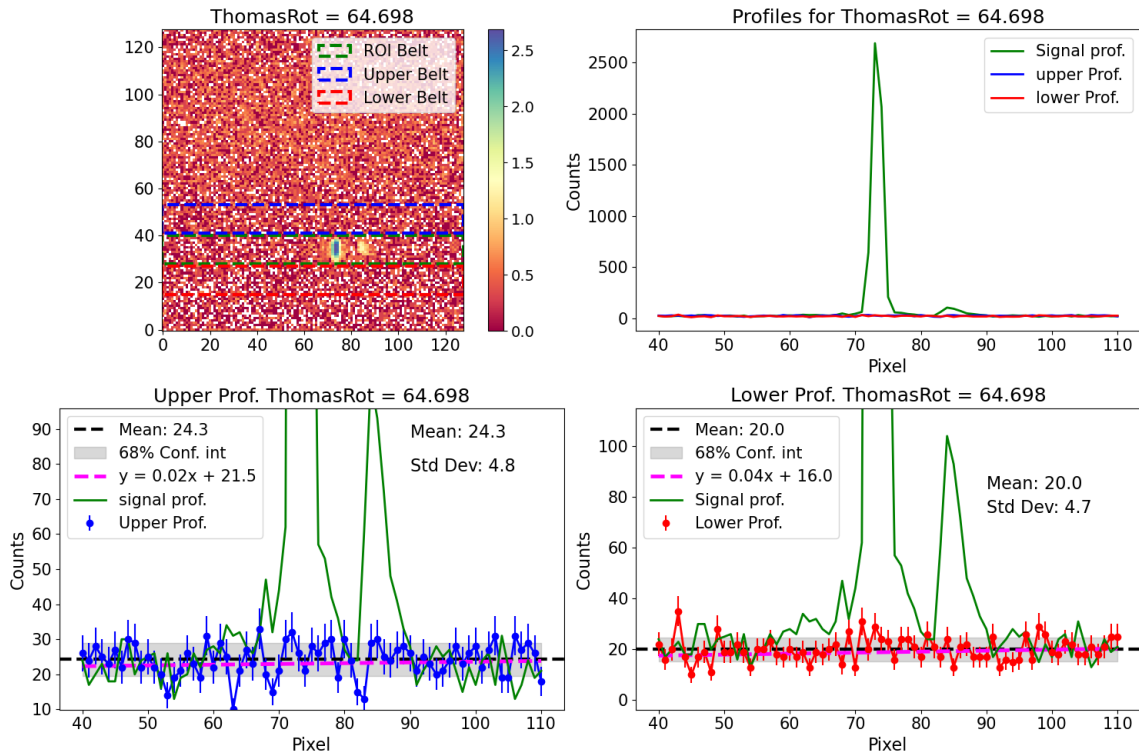 ThomasRot = 64.698
120
100
80
60
40
20
0
0 20 40 60 80 100 120
ROI Belt
Upper Belt
Lower Belt
2.5
2.0
1.5
1.0
0.5
0.0
Profiles for ThomasRot = 64.698
Counts
2500
2000
1500
1000
500
0
40 50 60 70 80 90 100 110
Pixel
Signal prof.
upper Prof.
lower Prof.
Upper Prof. ThomasRot = 64.698
Counts
90
80
70
60
50
40
30
20
10
40 50 60 70 80 90 100 110
Pixel
Mean: 24.3
68% Conf. int
y = 0.02x + 21.5
signal prof.
Upper Prof.
Mean: 24.3
Std Dev: 4.8
Lower Prof. ThomasRot = 64.698
Counts
100
80
60
40
20
0
40 50 60 70 80 90 100 110
Pixel
Mean: 20.0
68% Conf. int
y = 0.04x + 16.0
Signal prof.
Lower Prof.
Mean: 20.0
Std Dev: 4.7